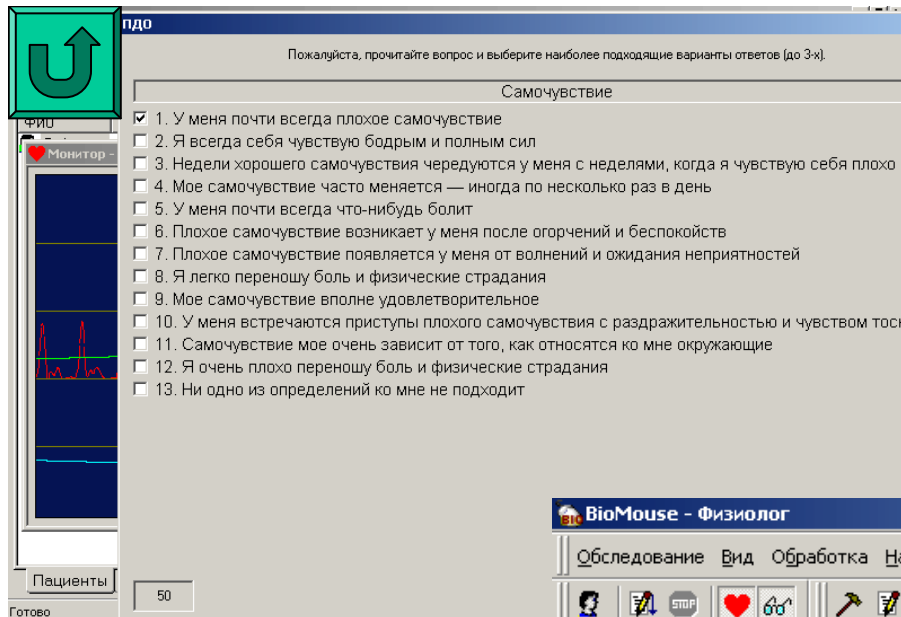 пдо
Пожалуйста, прочитайте вопрос и выберите наиболее подходящие варианты ответов (до 3-х).
Самочувствие
ФИО
Монитор -
1. У меня почти всегда плохое самочувствие
2. Я всегда себя чувствую бодрым и полным сил
3. Недели хорошего самочувствия чередуются у меня с неделями, когда я чувствую себя плохо
4. Мое самочувствие часто меняется — иногда по несколько раз в день
5. У меня почти всегда что-нибудь болит
6. Плохое самочувствие возникает у меня после огорчений и беспокойств
7. Плохое самочувствие появляется у меня от волнений и ожидания неприятностей
8. Я легко переношу боль и физические страдания
9. Мое самочувствие вполне удовлетворительное
10. У меня встречаются приступы плохого самочувствия с раздражительностью и чувством тоск
11. Самочувствие мое очень зависит от того, как относятся ко мне окружающие
12. Я очень плохо переношу боль и физические страдания
13. Ни одно из определений ко мне не подходит
BIO BioMouse - Физиолог
Обследование Вид Обработка На
Пациенты
50
STOP
Готово